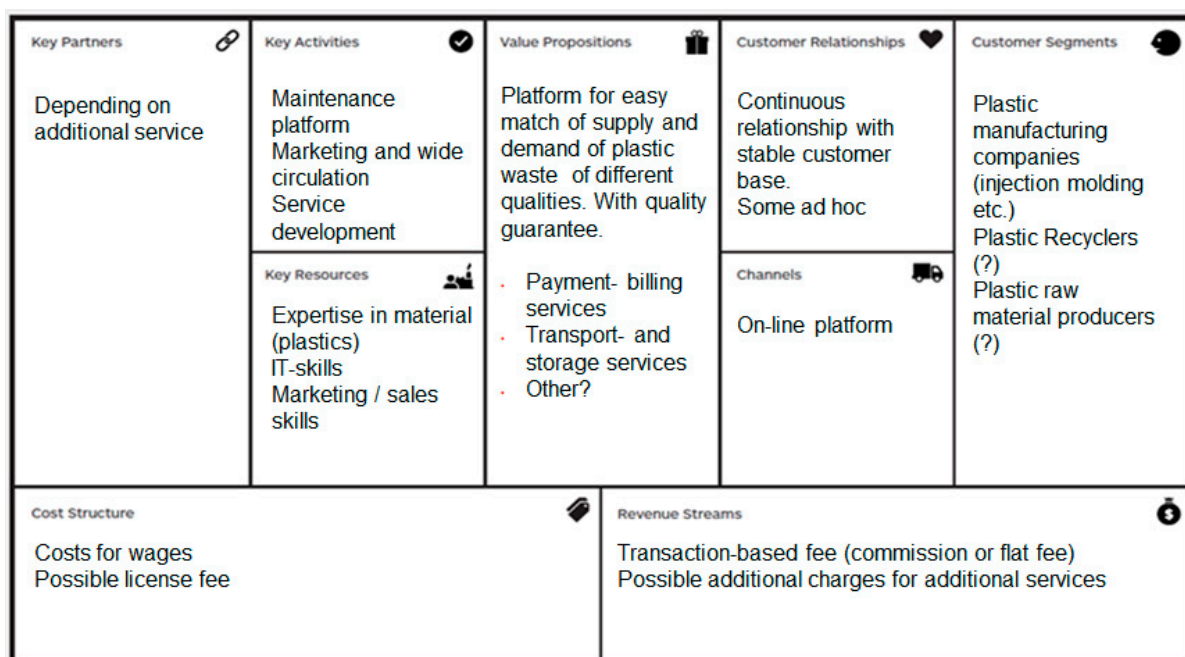 Key Partners
Depending on
additional service
Key Activities
Maintenance
platform
Marketing and wide
circulation
Service
development
Key Resources
Expertise in material
(plastics)
IT-skills
Marketing / sales
skills
Value Propositions
Platform for easy
match of supply and
demand of plastic
waste of different
qualities. With quality
guarantee.
· Payment- billing
services
· Transport- and
storage services
· Other?
Customer Relationships
Continuous
relationship with
stable customer
base.
Some ad hoc
Channels
On-line platform
Customer Segments
Plastic
manufacturing
companies
(injection molding
etc.)
Plastic Recyclers
(?)
Plastic raw
material producers
(?)
Cost Structure
Costs for wages
Possible license fee
Revenue Streams
$
Transaction-based fee (commission or flat fee)
Possible additional charges for additional services